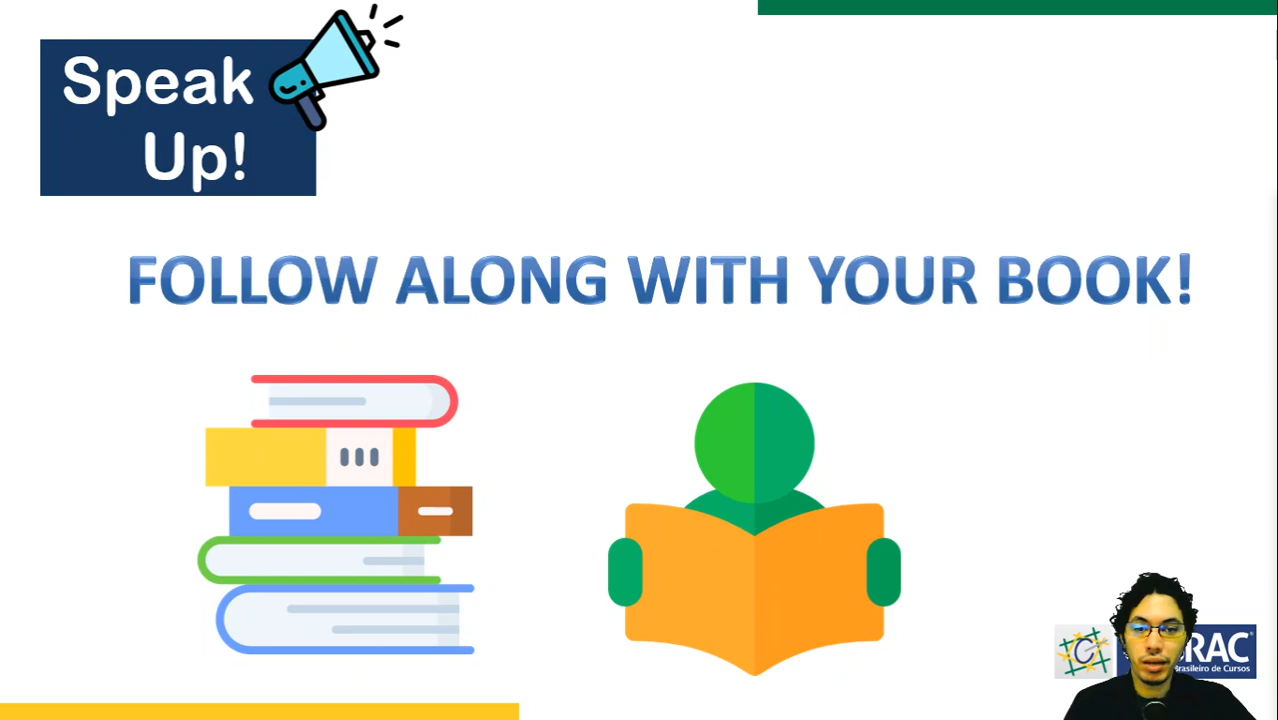 Speak
Up!
FOLLOW ALONG WITH YOUR BOOK!
RAC
Brasileiro de Cursos